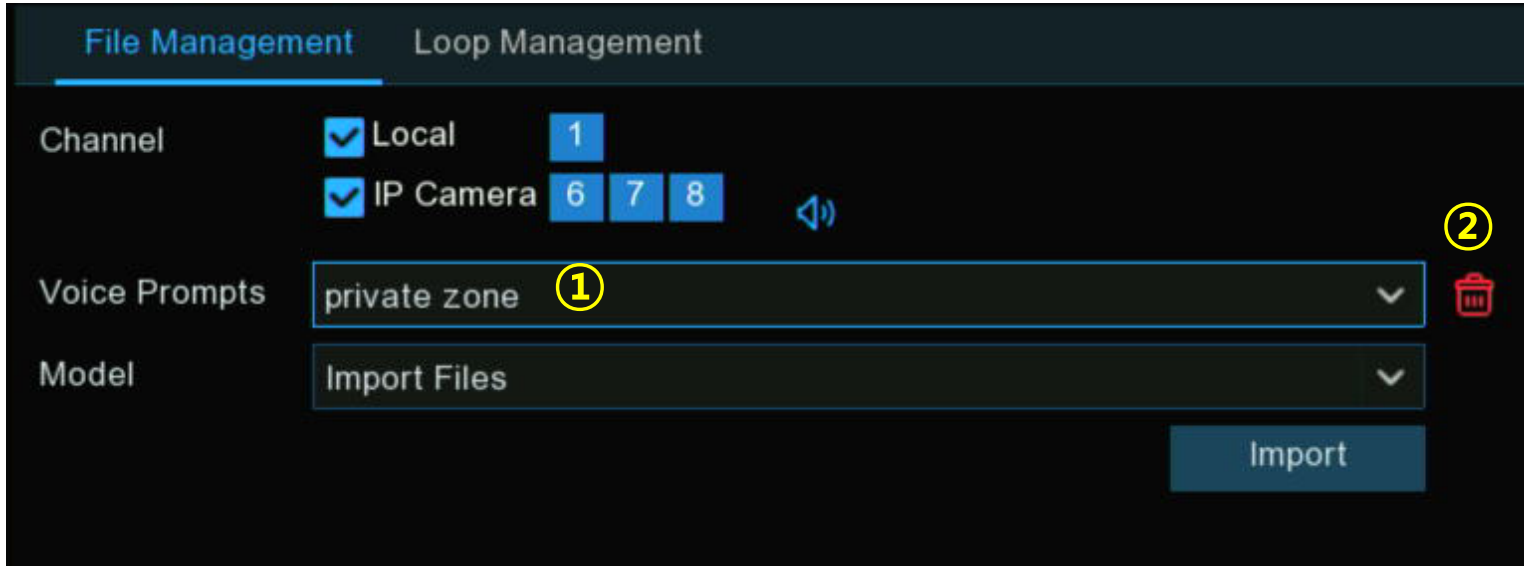 File Management Loop Management
Channel Local 1
IP Camera 6 7 8
②
Voice Prompts private zone ①
Model Import Files
Import